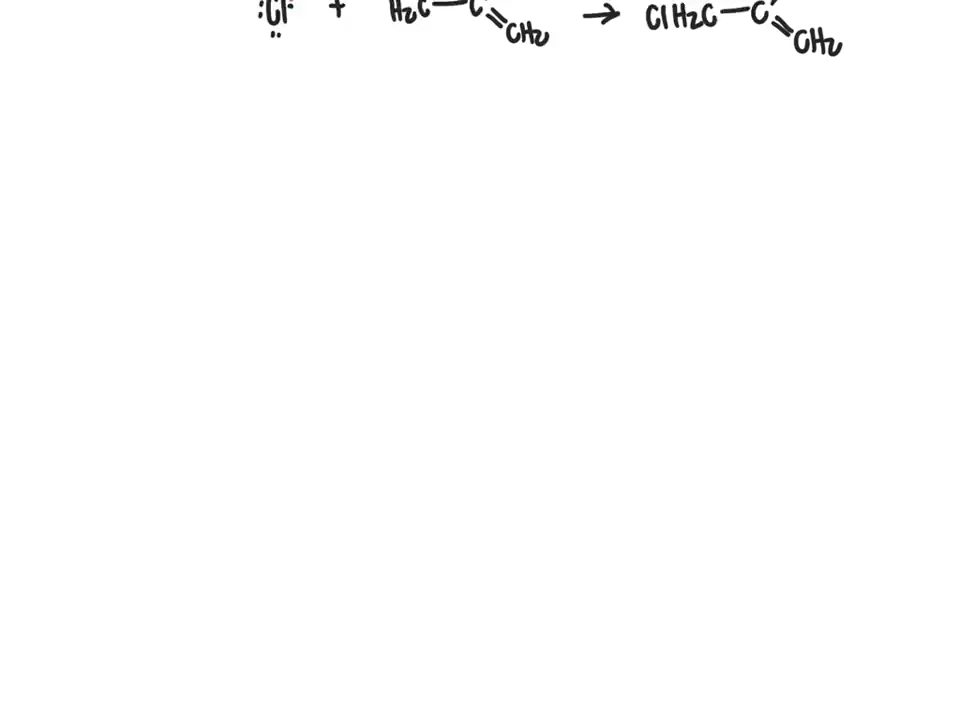 :Cl· + H₂C—C=CH₂ → ClH₂C—C=CH₂